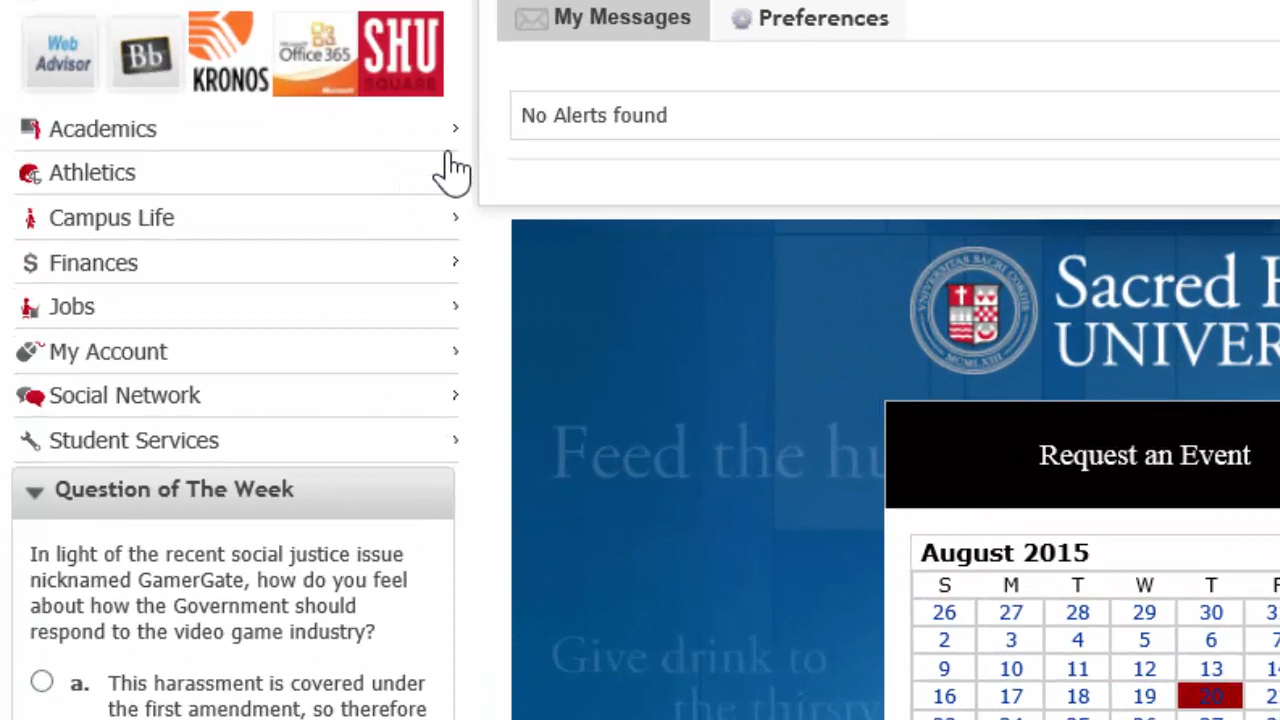 Web
Advisor
Bb
KRONOS
Microsoft
Office 365
Microsoft
SHU
SQUARE
My Messages
Preferences
Academics
No Alerts found
Athletics
Campus Life
Finances
Jobs
My Account
Social Network
Student Services
Sacred
UNIVER
Feed the hu
Request an Event
Question of The Week
In light of the recent social justice issue
nicknamed GamerGate, how do you feel
about how the Government should
respond to the video game industry?
a. This harassment is covered under
the first amendment, so therefore
Give drink to
the thirsty
August 2015
S M T W T
26 27 28 29 30
2 3 4 5 6
9 10 11 12 13
16 17 18 19 20